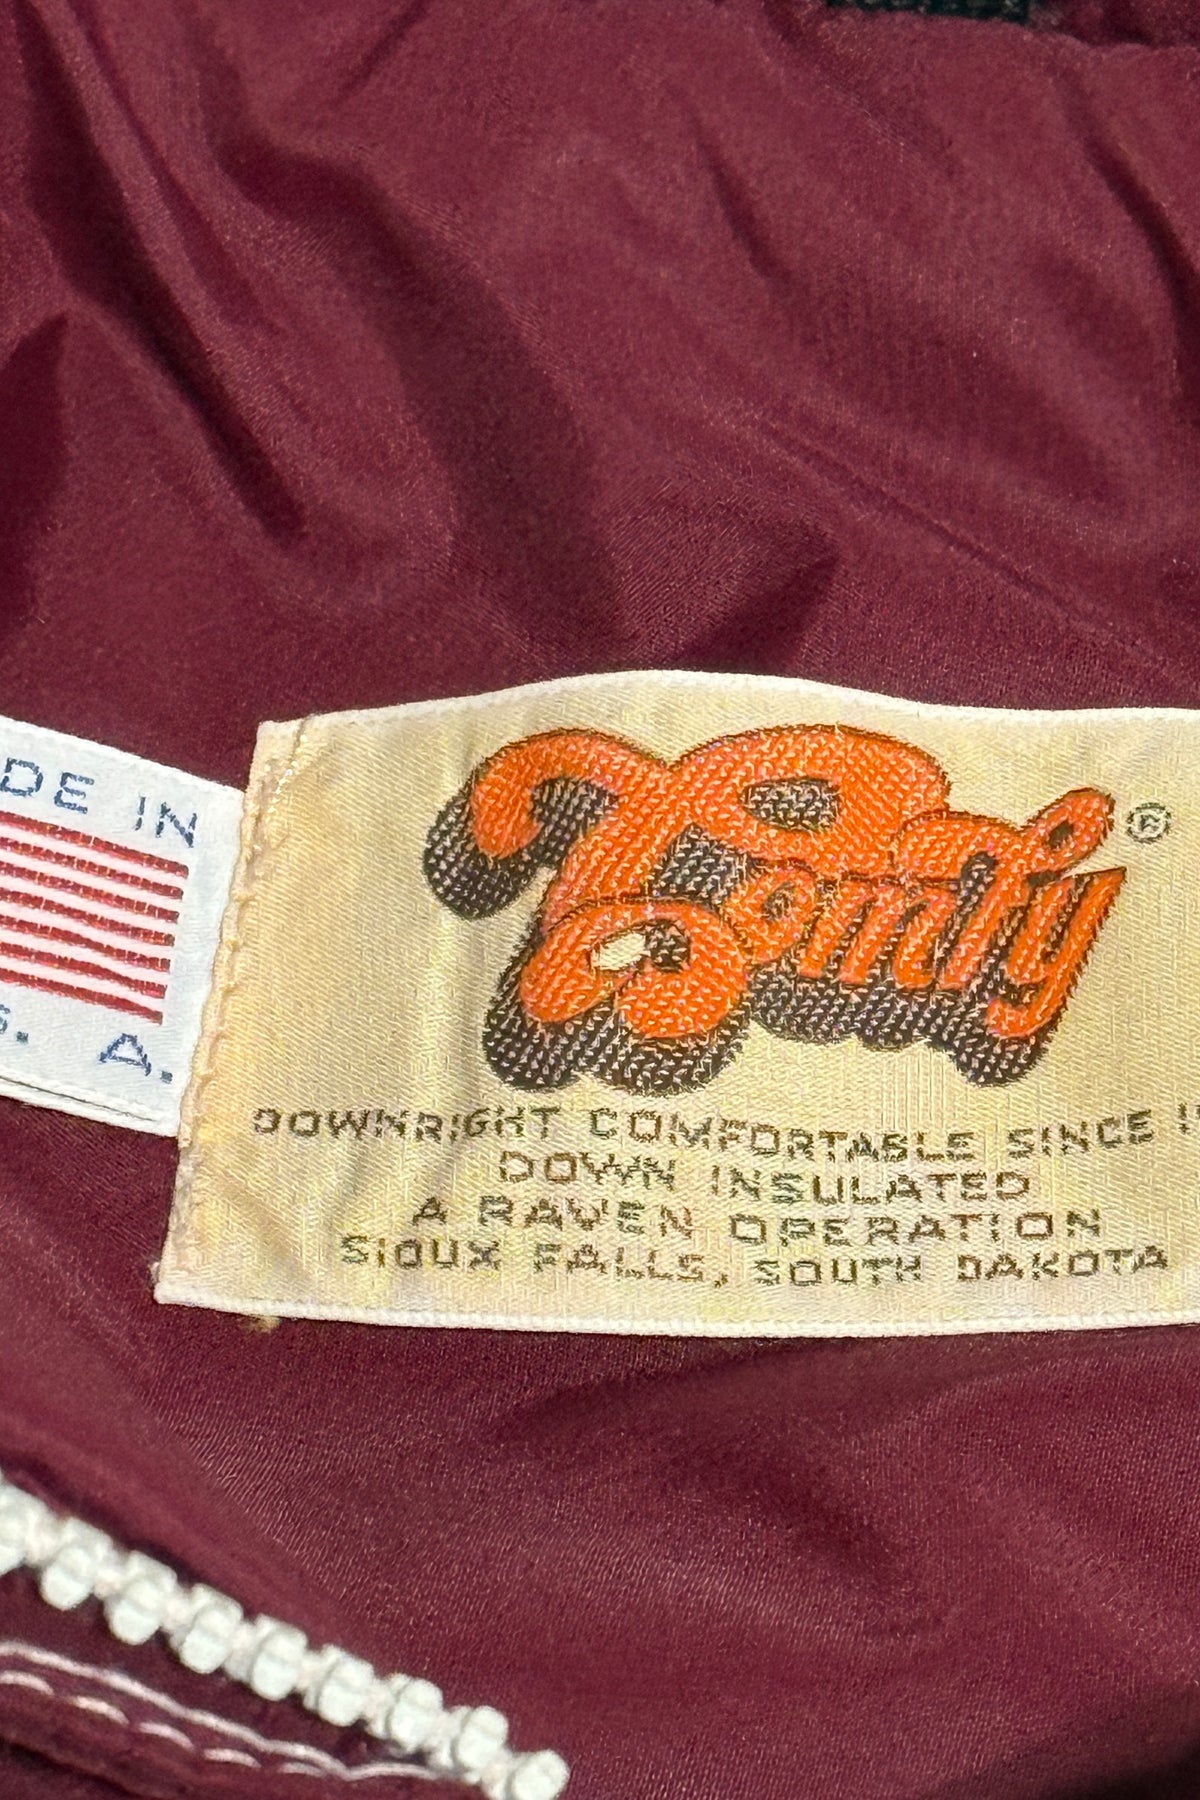 DE IN
S. A.
Comfy ®
DOWNRIGHT COMFORTABLE SINCE
DOWN INSULATED
A RAVEN OPERATION
SIOUX FALLS, SOUTH DAKOTA